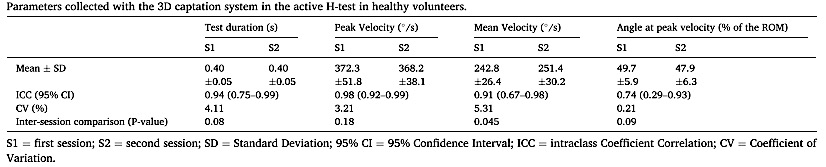 Parameters collected with the 3D captation system in the active H-test in healthy volunteers.
Test duration (s) Peak Velocity (°/s) Mean Velocity (°/s) Angle at peak velocity (% of the ROM)
S1 S2 S1 S2 S1 S2 S1 S2
Mean ± SD 0.40 0.40 372.3 368.2 242.8 251.4 49.7 47.9
±0.05 ±0.05 ±51.8 ±38.1 ±26.4 ±30.2 ±5.9 ±6.3
ICC (95% CI) 0.94 (0.75–0.99) 0.98 (0.92–0.99) 0.91 (0.67–0.98) 0.74 (0.29–0.93)
CV (%) 4.11 3.21 5.31 0.21
Inter-session comparison (P-value) 0.08 0.18 0.045 0.09
S1 = first session; S2 = second session; SD = Standard Deviation; 95% CI = 95% Confidence Interval; ICC = intraclass Coefficient Correlation; CV = Coefficient of
Variation.